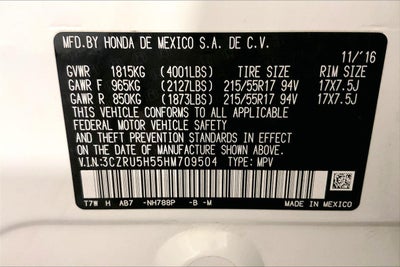 MFD.BY HONDA DE MEXICO S.A. DE C.V.
11/'16
GVWR 1815KG (4001LBS) TIRE SIZE RIM SIZE
GAWR F 965KG (2127LBS) 215/55R17 94V 17X7.5J
GAWR R 850KG (1873LBS) 215/55R17 94V 17X7.5J
THIS VEHICLE CONFORMS TO ALL APPLICABLE
FEDERAL MOTOR VEHICLE SAFETY, BUMPER,
AND THEFT PREVENTION STANDARDS
IN EFFECT ON THE DATE
OF MANUFACTURE SHOWN ABOVE.
V.I.N.:3CZRU5H55HM709504 TYPE: MPV
T7W H AB7 -NH788P -B -M MADE IN MEXICO